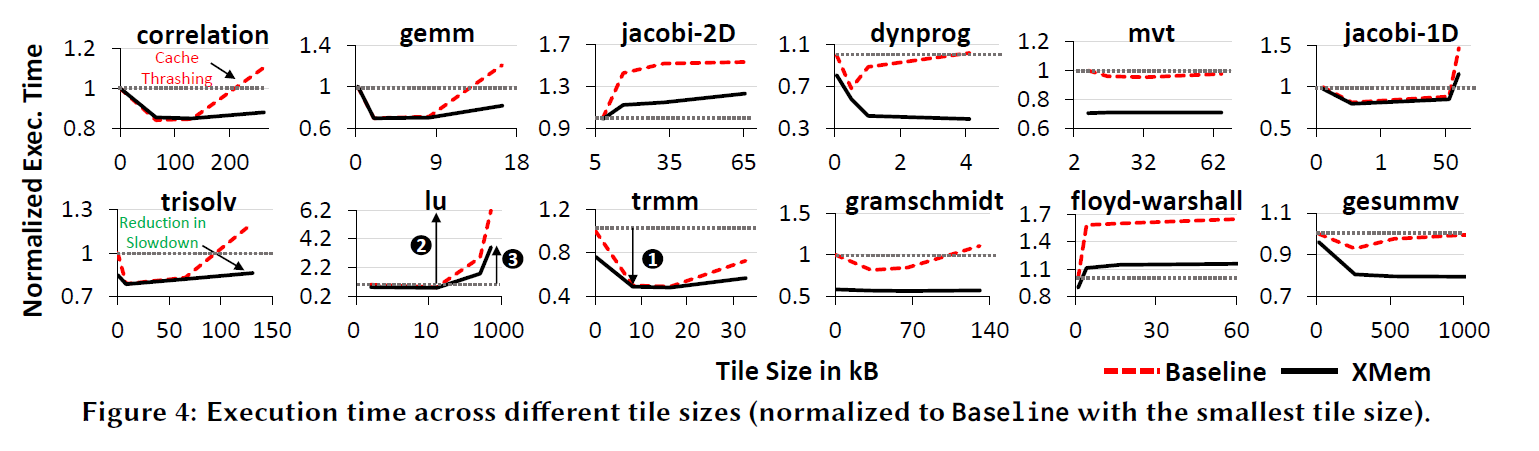 correlation gemm jacobi-2D dynprog mvt jacobi-1D
1.2 1 0.8
Cache
Thrashing
0 100 200
1.4 1 0.6
0 9 18
1.7 1.3 0.9
5 35 65
1.1 0.7 0.3
0 2 4
1.4 1.2 1 0.8 0.6
2 32 62
1.5 1 0.5
0 1 50
Normalized Exec. Time
trisolv lu trmm gramschmidt floyd-warshall gesummv
1.3 1 0.7
Reduction in
Slowdown
0 50 100 150
6.2 4.2 2.2 0.2
❷ ❸
10 1000
1.2 0.8 0.4
❶
0 10 20 30
1.5 1 0.5
0 70 140
1.7 1.4 1.1 0.8
0 30 60
1.1 0.9 0.7
0 500 1000
Tile Size in kB
Baseline XMem
Figure 4: Execution time across different tile sizes (normalized to Baseline with the smallest tile size).